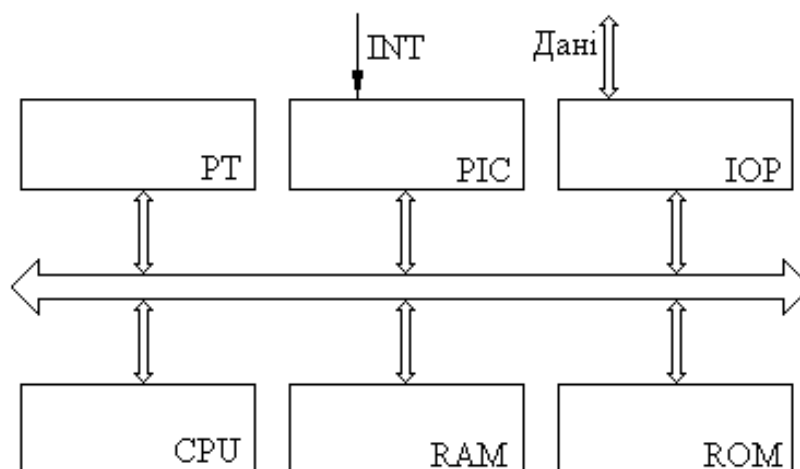 INT
Дані
PT
PIC
IOP
CPU
RAM
ROM